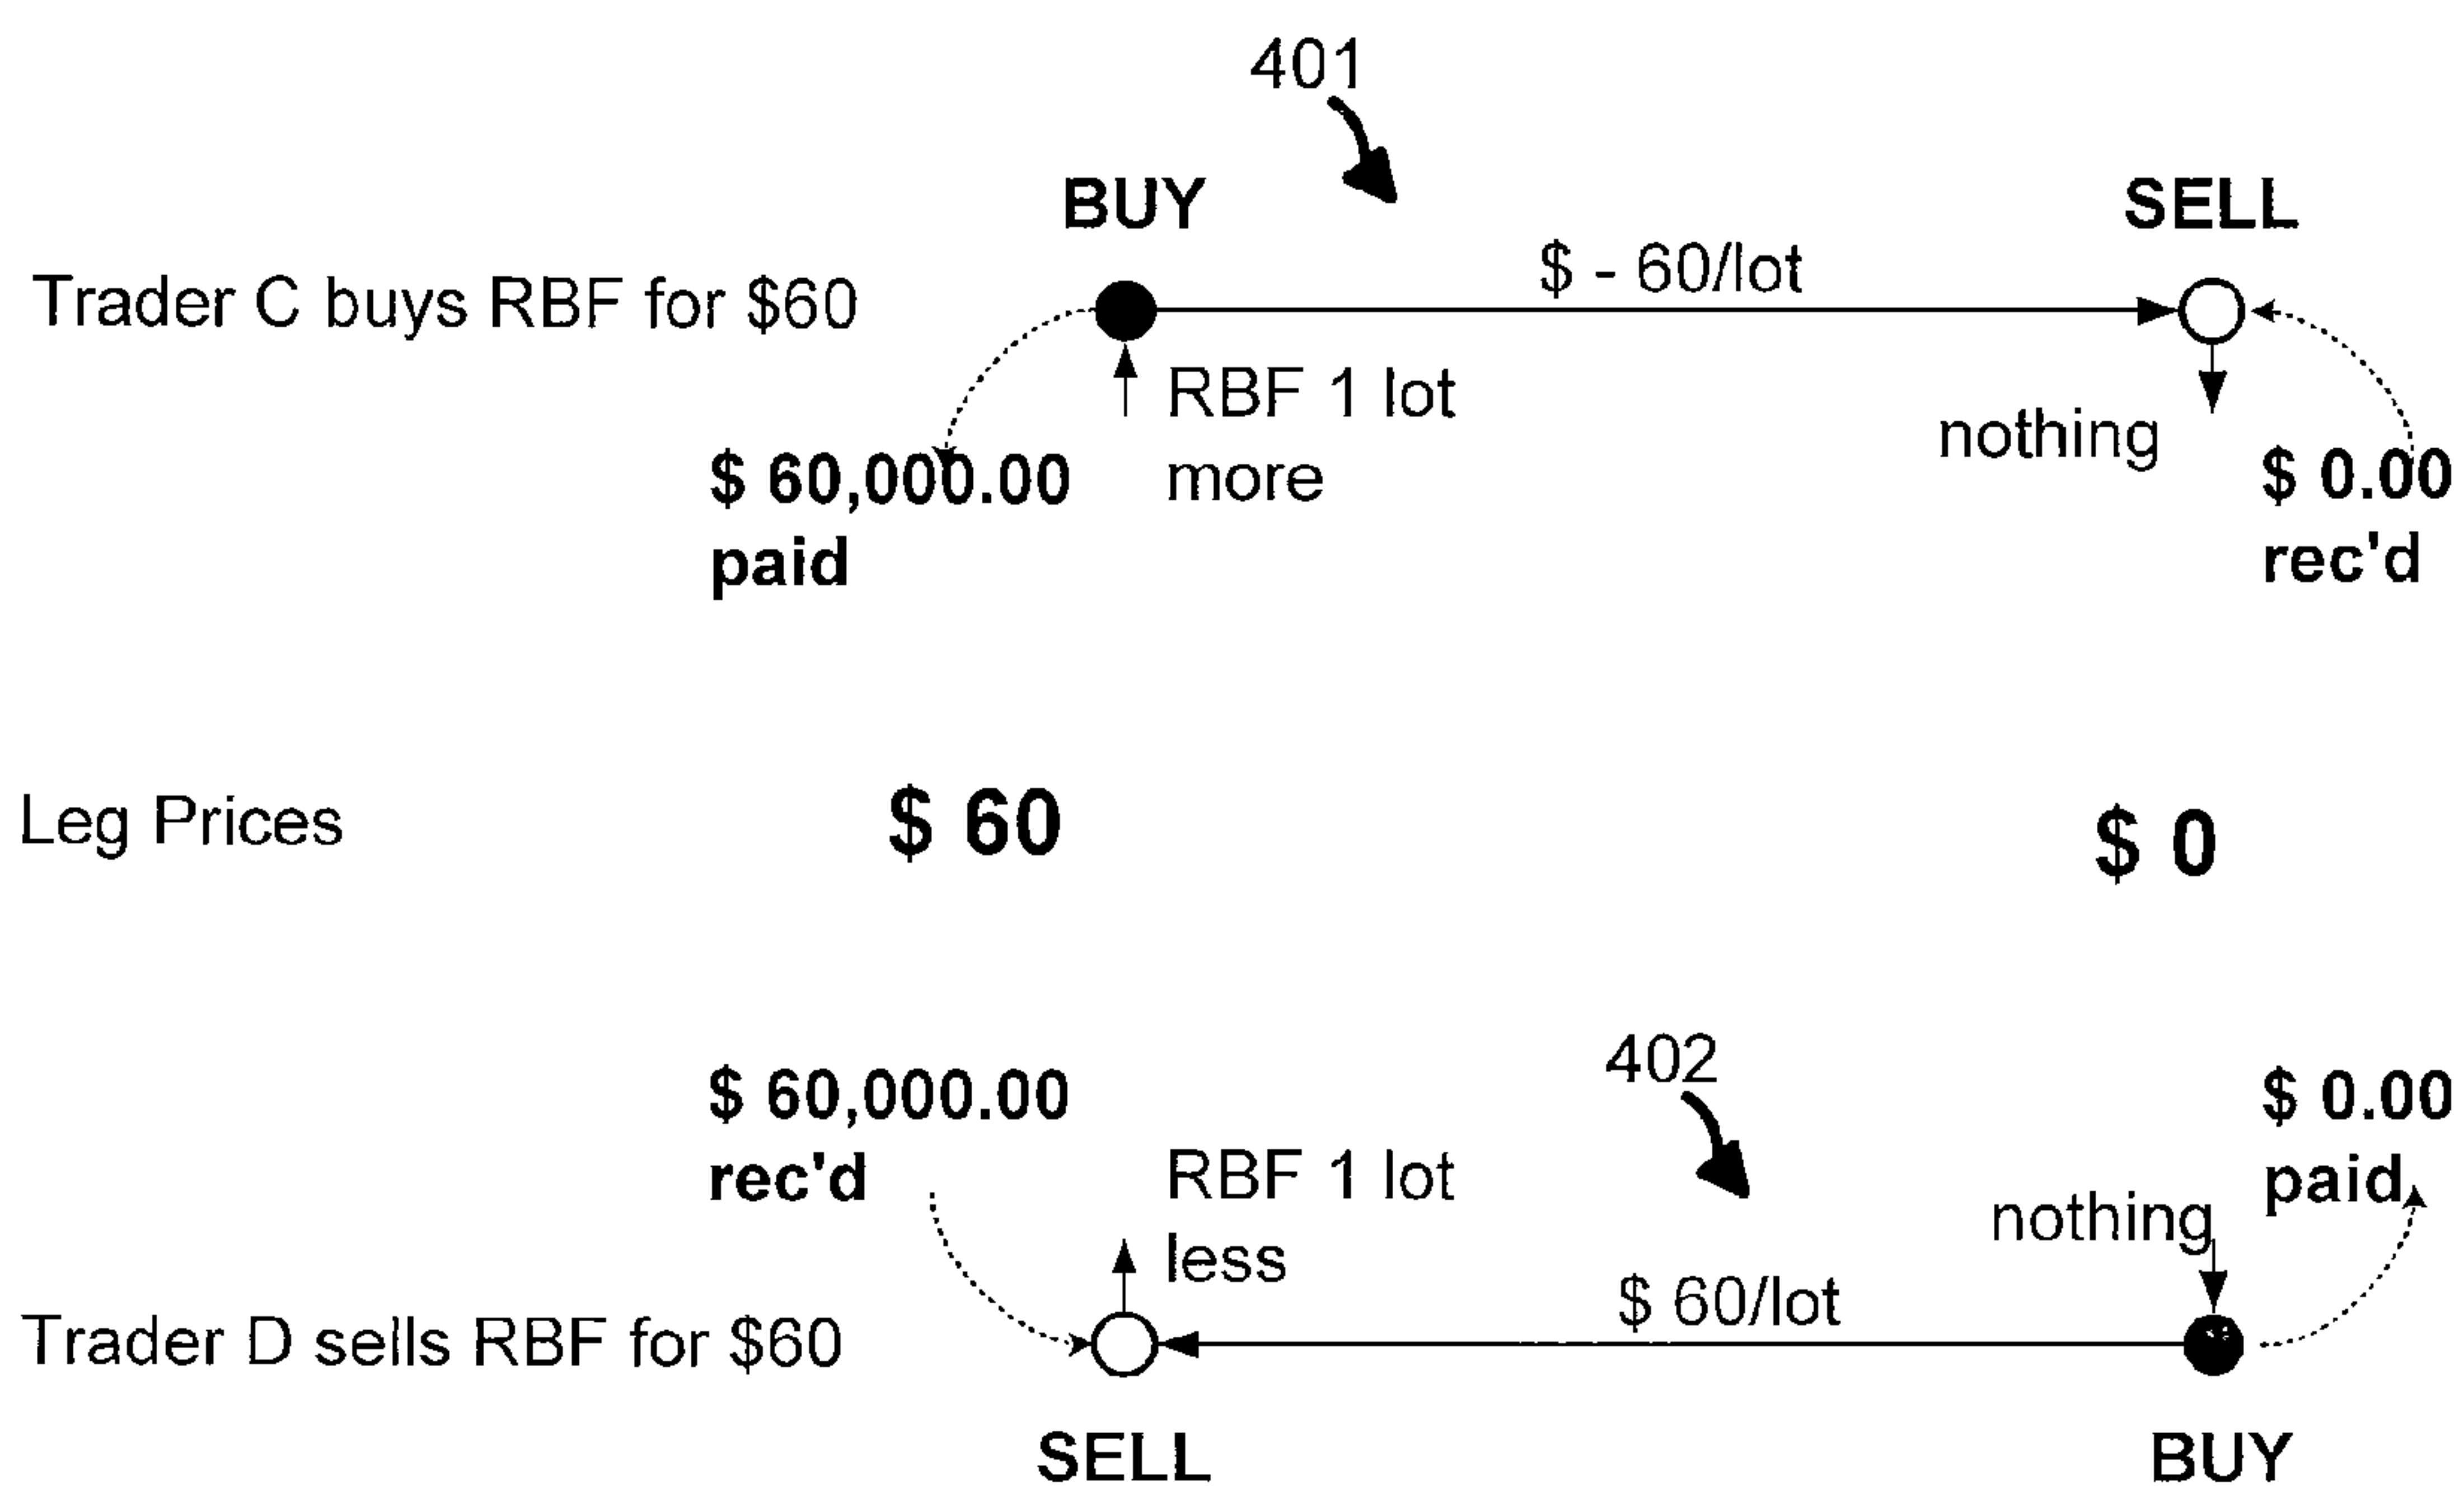 401
BUY
SELL
Trader C buys RBF for $60
$ - 60/lot
RBF 1 lot
more
nothing
$ 60,000.00
paid
$ 0.00
rec'd
Leg Prices
$ 60
$ 0
402
$ 60,000.00
rec'd
RBF 1 lot
less
$ 0.00
paid
nothing
$ 60/lot
Trader D sells RBF for $60
SELL
BUY